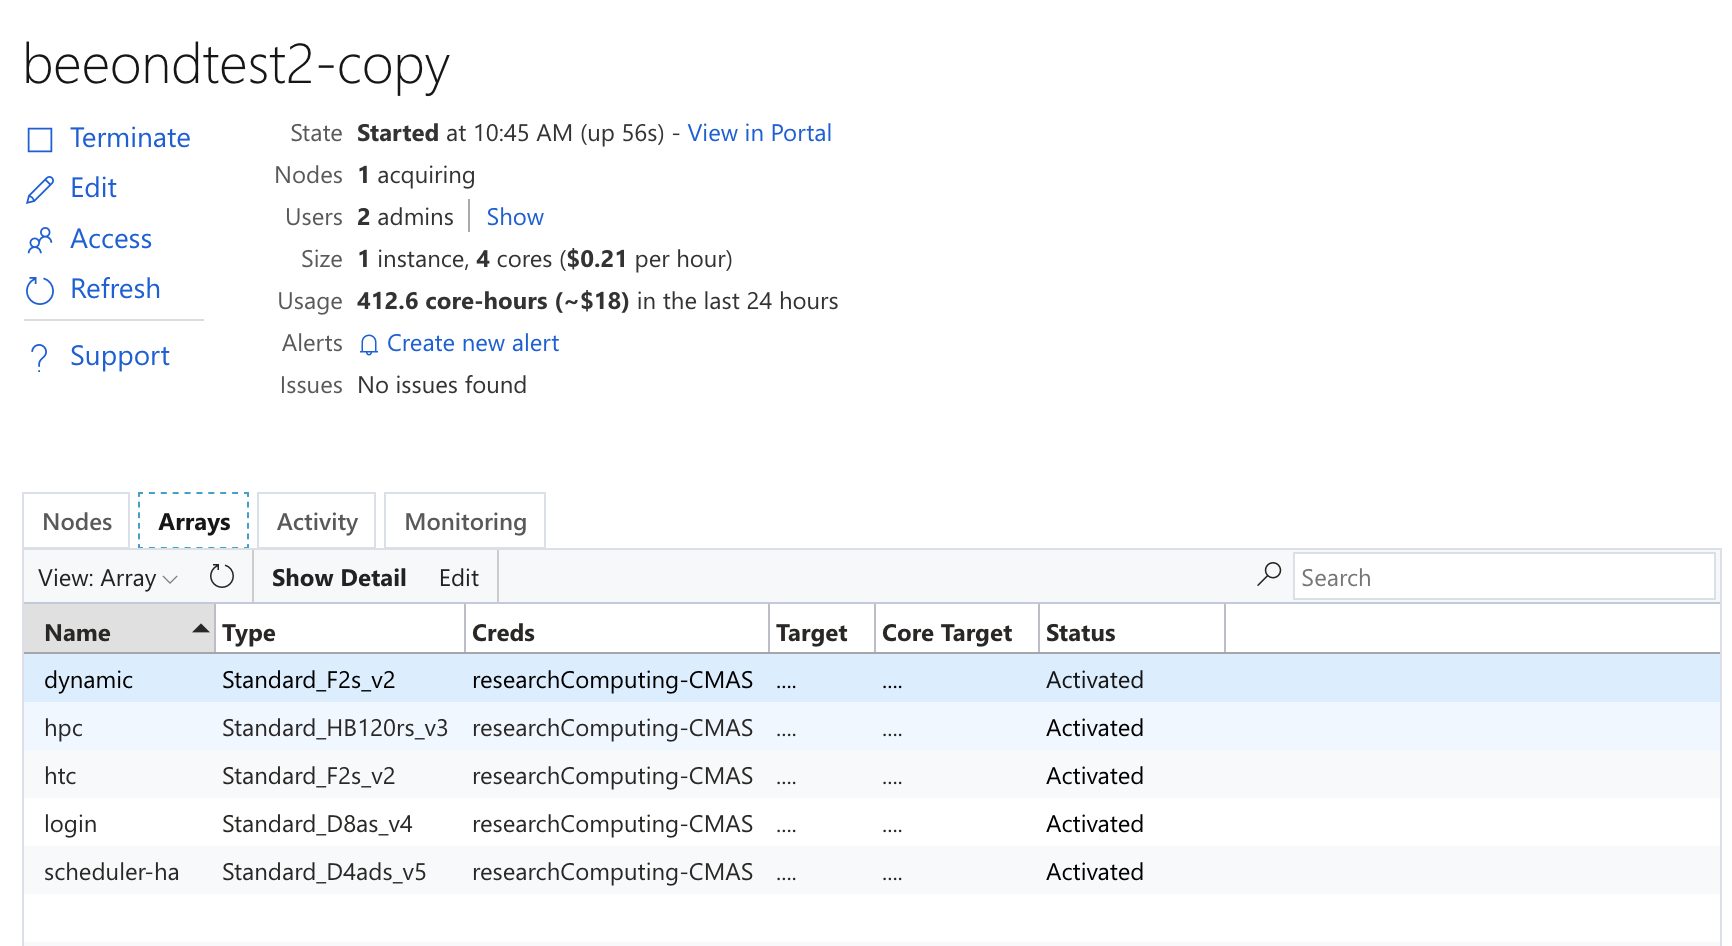 beeondtest2-copy
Terminate
Edit
Access
Refresh
Support
State Started at 10:45 AM (up 56s) - View in Portal
Nodes 1 acquiring
Users 2 admins | Show
Size 1 instance, 4 cores ($0.21 per hour)
Usage 412.6 core-hours (~$18) in the last 24 hours
Alerts Create new alert
Issues No issues found
Nodes Arrays Activity Monitoring
View: Array Show Detail Edit Search
Name Type Creds Target Core Target Status
dynamic Standard_F2s_v2 researchComputing-CMAS .... .... Activated
hpc Standard_HB120rs_v3 researchComputing-CMAS .... .... Activated
htc Standard_F2s_v2 researchComputing-CMAS .... .... Activated
login Standard_D8as_v4 researchComputing-CMAS .... .... Activated
scheduler-ha Standard_D4ads_v5 researchComputing-CMAS .... .... Activated